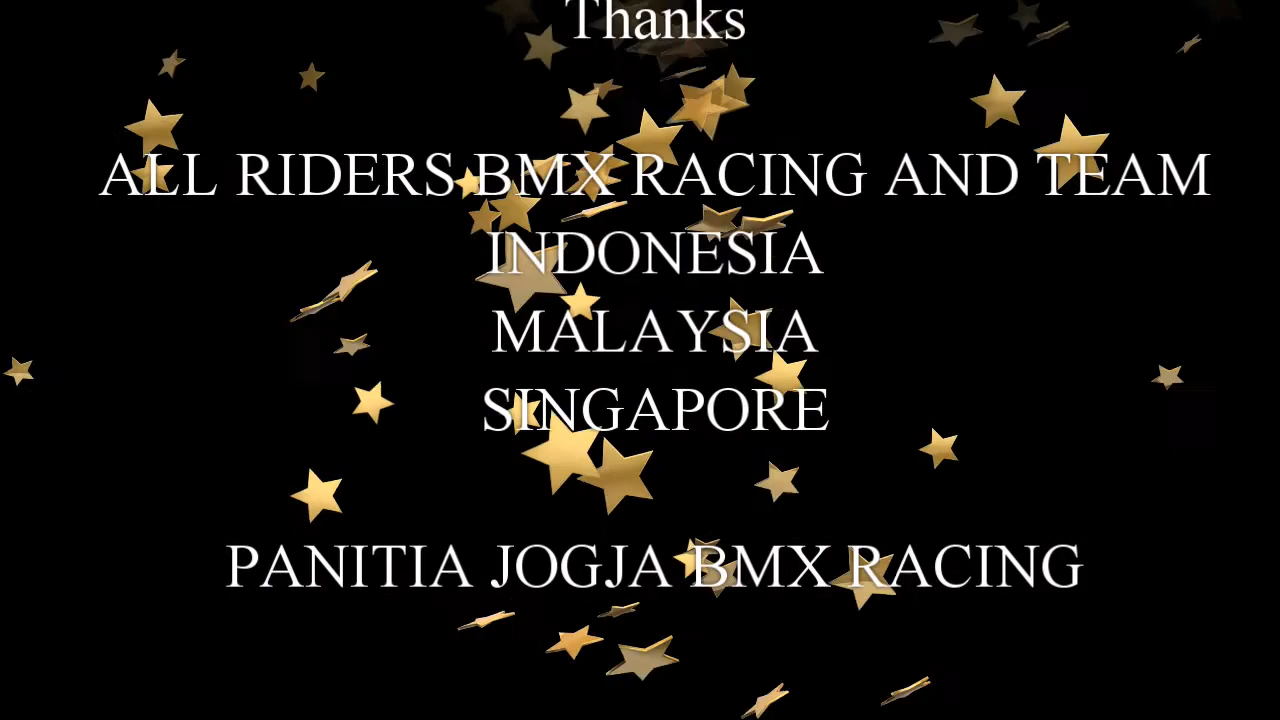 Thanks
ALL RIDERS BMX RACING AND TEAM
INDONESIA
MALAYSIA
SINGAPORE
PANITIA JOGJA BMX RACING